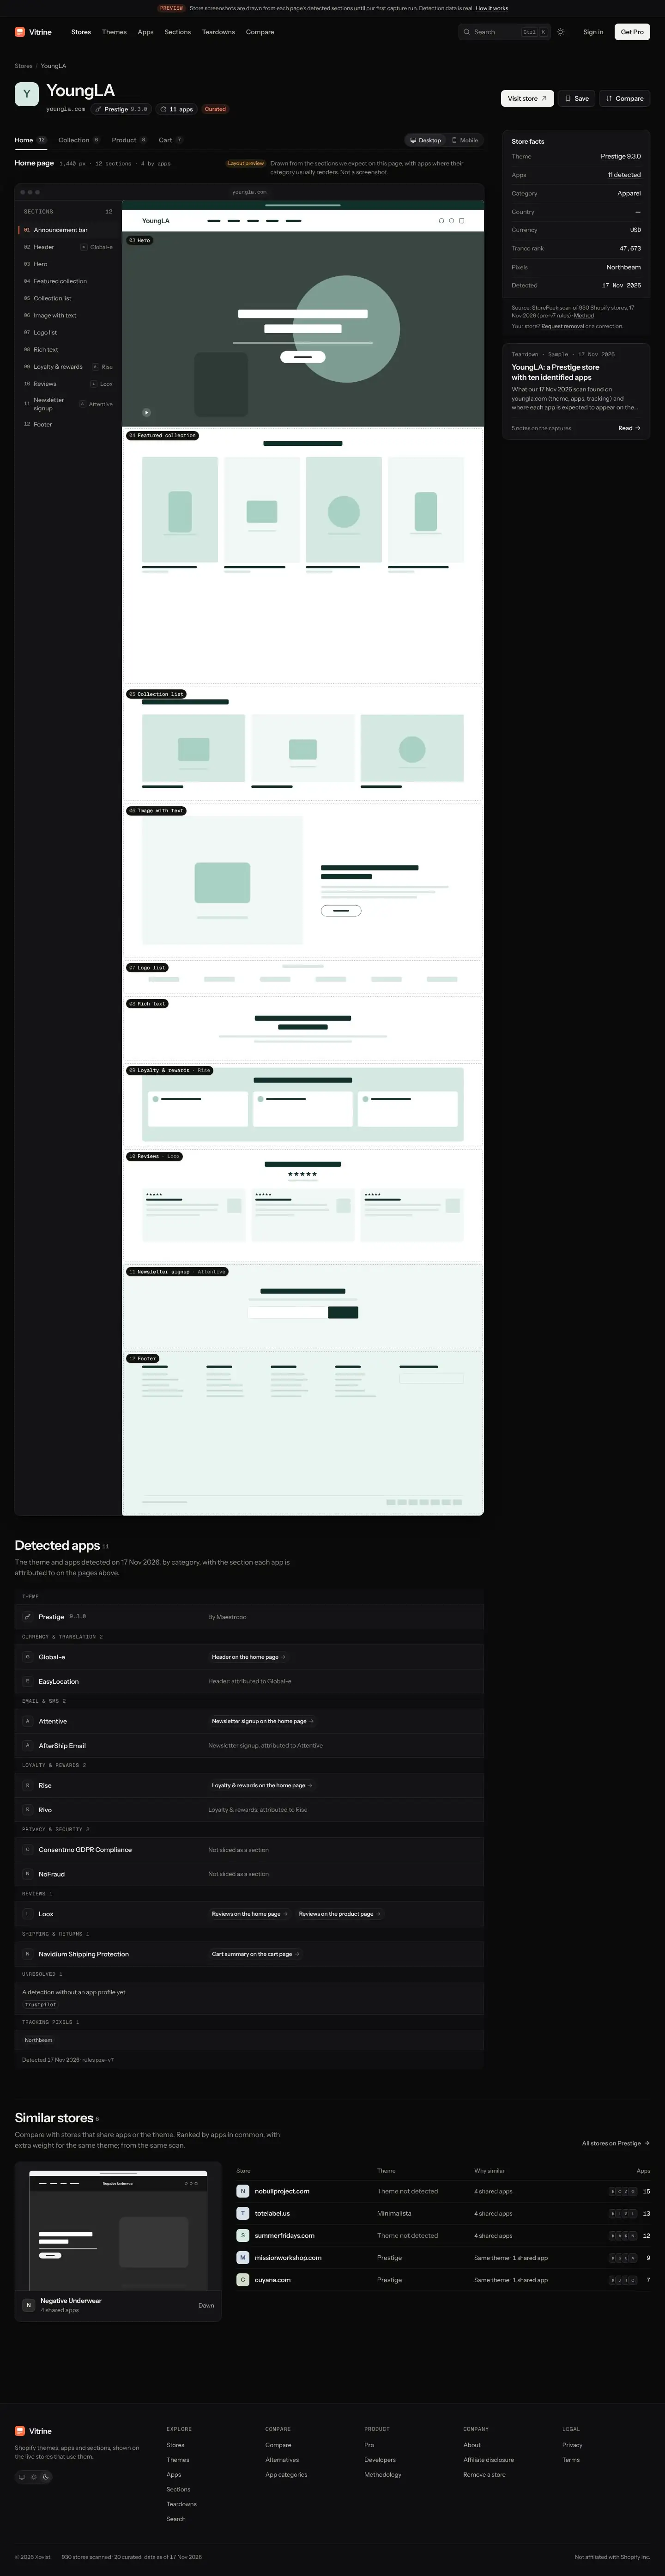 PREVIEW Store screenshots are drawn from each page's detected sections until our first capture run. Detection data is real. How it works
Vitrine Stores Themes Apps Sections Teardowns Compare Search Ctrl K Sign in Get Pro
Stores / YoungLA
Y YoungLA
youngla.com Prestige 9.3.0 11 apps Curated
Visit store Save Compare
Home 12 Collection 6 Product 8 Cart 7 Desktop Mobile
Home page 1,440 px · 12 sections · 4 by apps
Layout preview Drawn from the sections we expect on this page, with apps where their
category usually renders. Not a screenshot.
youngla.com
SECTIONS 12
01 Announcement bar
02 Header Global-e
03 Hero
04 Featured collection
05 Collection list
06 Image with text
07 Logo list
08 Rich text
09 Loyalty & rewards Rise
10 Reviews L Loox
11 Newsletter
signup Attentive
12 Footer
YoungLA
03 Hero
04 Featured collection
05 Collection list
06 Image with text
07 Logo list
08 Rich text
09 Loyalty & rewards · Rise
10 Reviews · Loox
11 Newsletter signup · Attentive
12 Footer
Store facts
Theme Prestige 9.3.0
Apps 11 detected
Category Apparel
Country —
Currency USD
Tranco rank 47,673
Pixels Northbeam
Detected 17 Nov 2026
Source: StorePeek scan of 930 Shopify stores, 17
Nov 2026 (pre-v7 rules) · Method
Your store? Request removal or a correction.
Teardown · Sample · 17 Nov 2026
YoungLA: a Prestige store
with ten identified apps
What our 17 Nov 2026 scan found on
youngla.com (theme, apps, tracking) and
where each app is expected to appear on the…
5 notes on the captures Read →
Detected apps 11
The theme and apps detected on 17 Nov 2026, by category, with the section each app is
attributed to on the pages above.
THEME
Prestige 9.3.0 By Maestrooo
CURRENCY & TRANSLATION 2
G Global-e Header on the home page →
E EasyLocation Header: attributed to Global-e
EMAIL & SMS 2
A Attentive Newsletter signup on the home page →
A AfterShip Email Newsletter signup: attributed to Attentive
LOYALTY & REWARDS 2
R Rise Loyalty & rewards on the home page →
R Rivo Loyalty & rewards: attributed to Rise
PRIVACY & SECURITY 2
C Consentmo GDPR Compliance Not sliced as a section
N NoFraud Not sliced as a section
REVIEWS 1
L Loox Reviews on the home page → Reviews on the product page →
SHIPPING & RETURNS 1
N Navidium Shipping Protection Cart summary on the cart page →
UNRESOLVED 1
A detection without an app profile yet
trustpilot
TRACKING PIXELS 1
Northbeam
Detected 17 Nov 2026 · rules pre-v7
Similar stores 6
Compare with stores that share apps or the theme. Ranked by apps in common, with
extra weight for the same theme; from the same scan.
All stores on Prestige →
Negative Underwear
N Negative Underwear
4 shared apps
Dawn
Store Theme Why similar Apps
N nobullproject.com Theme not detected 4 shared apps 15
T totelabel.us Minimalista 4 shared apps 13
S summerfridays.com Theme not detected 4 shared apps 12
M missionworkshop.com Prestige Same theme · 1 shared app 9
C cuyana.com Prestige Same theme · 1 shared app 7
Vitrine
Shopify themes, apps and sections, shown on
the live stores that use them.
EXPLORE
Stores
Themes
Apps
Sections
Teardowns
Search
COMPARE
Compare
Alternatives
App categories
PRODUCT
Pro
Developers
Methodology
COMPANY
About
Affiliate disclosure
Remove a store
LEGAL
Privacy
Terms
© 2026 Xovist 930 stores scanned · 20 curated · data as of 17 Nov 2026 Not affiliated with Shopify Inc.